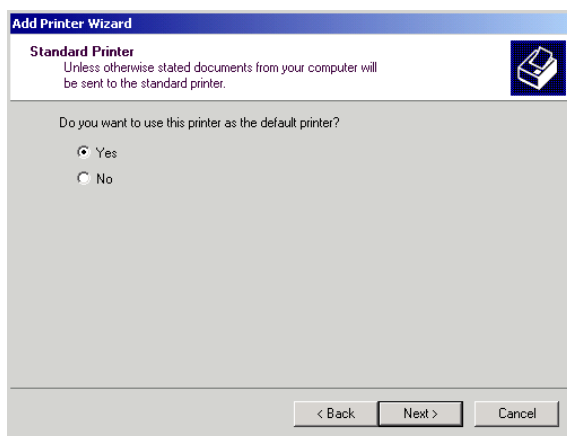 Add Printer Wizard
Standard Printer
Unless otherwise stated documents from your computer will
be sent to the standard printer.
Do you want to use this printer as the default printer?
Yes
No
< Back Next > Cancel